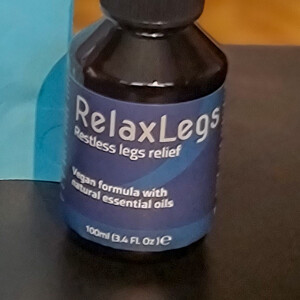 RelaxLegs
Restless legs relief
Vegan formula with
natural essential oils
100ml (3.4 Fl. Oz )℮